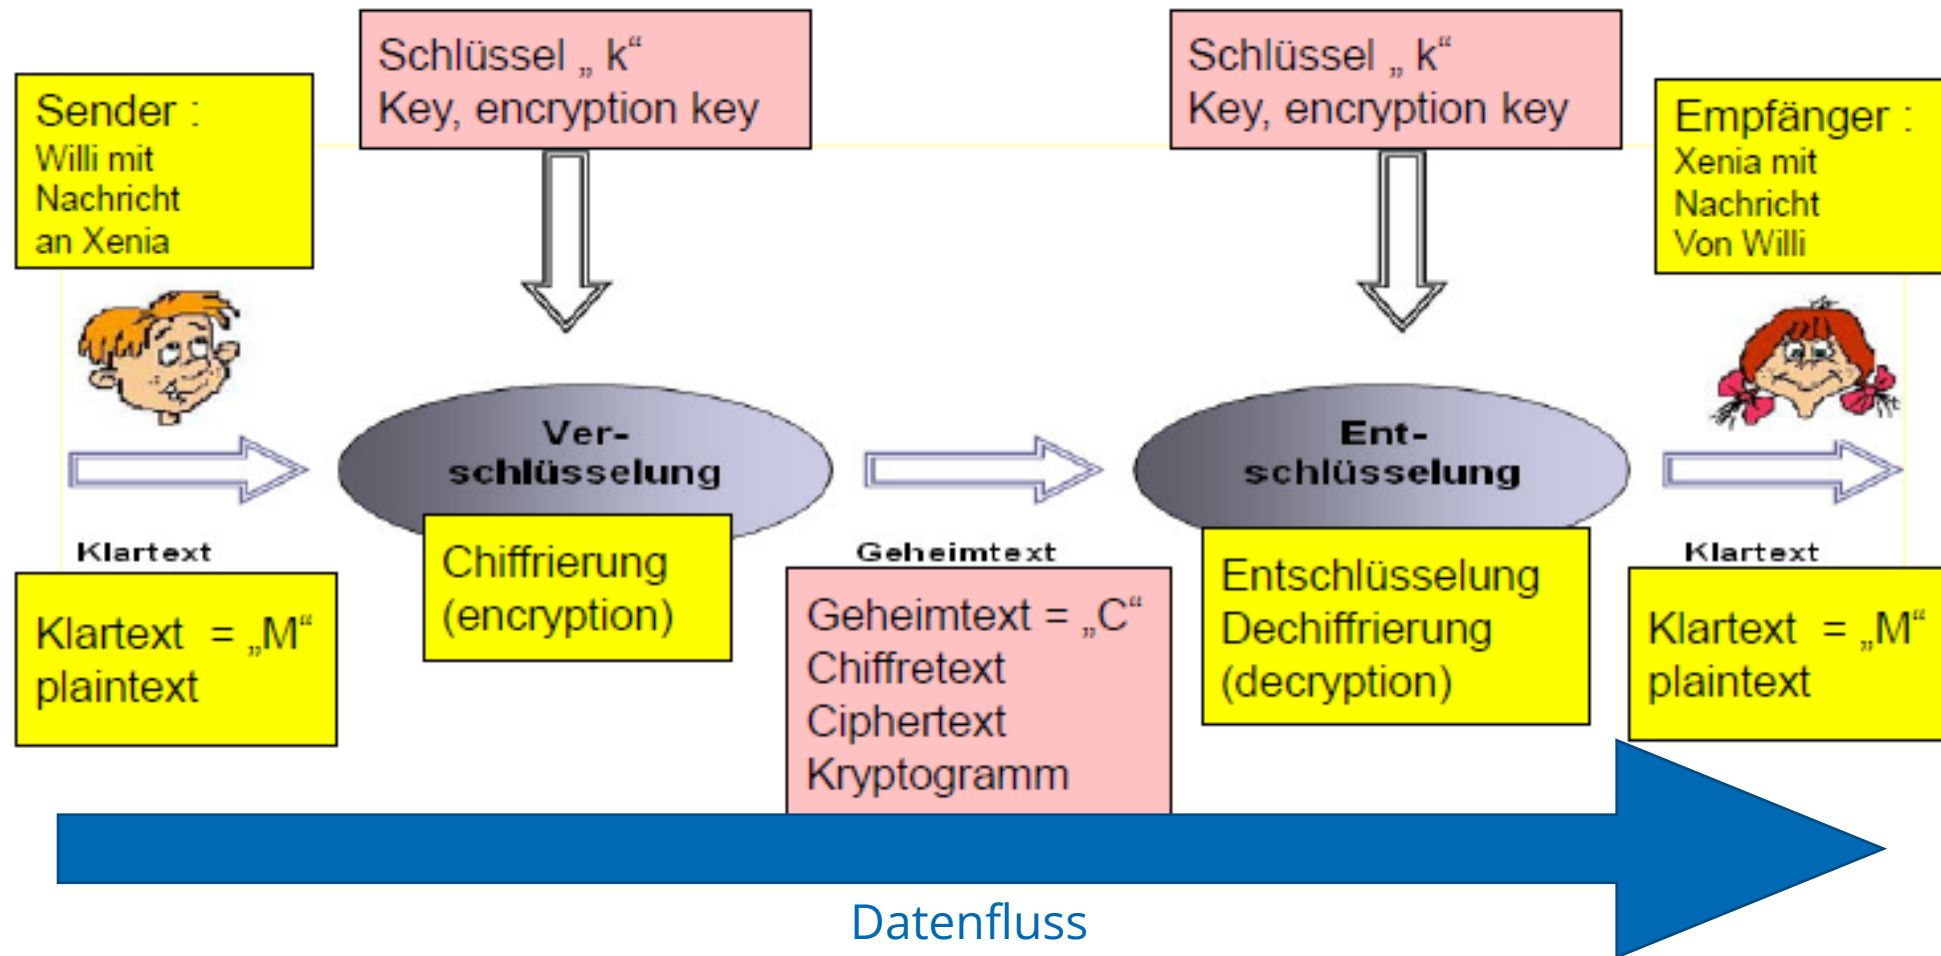 Schlüssel „ k“
Key, encryption key
Schlüssel „ k“
Key, encryption key
Sender :
Willi mit
Nachricht
an Xenia
Empfänger :
Xenia mit
Nachricht
Von Willi
Ver-
schlüsselung
Ent-
schlüsselung
Klartext
Geheimtext
Klartext
Klartext = „M“
plaintext
Chiffrierung
(encryption)
Geheimtext = „C“
Chiffretext
Ciphertext
Kryptogramm
Entschlüsselung
Dechiffrierung
(decryption)
Klartext = „M“
plaintext
Datenfluss